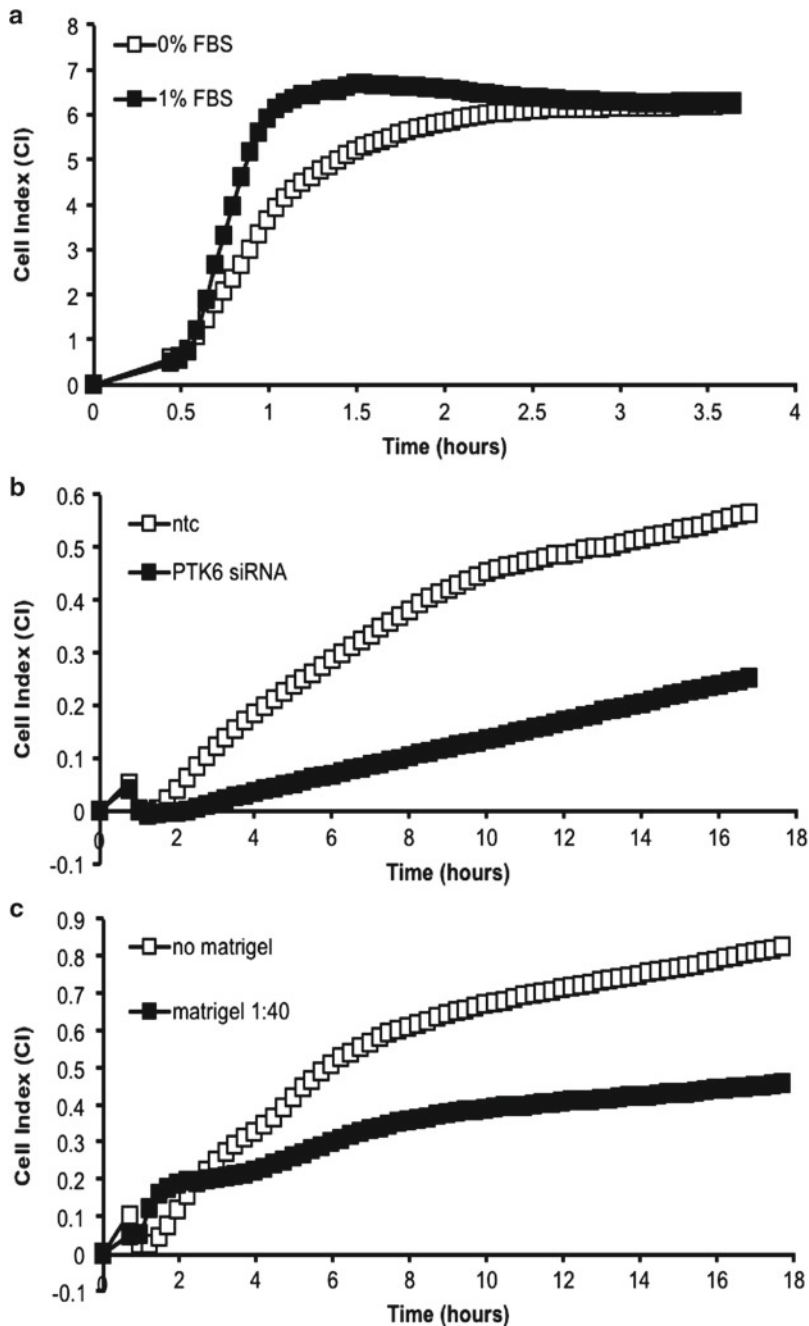 a
0% FBS
1% FBS
8
7
6
5
4
3
2
1
0
0 0.5 1 1.5 2 2.5 3 3.5 4
Cell Index (CI)
Time (hours)
b
ntc
PTK6 siRNA
0.6
0.5
0.4
0.3
0.2
0.1
0
-0.1
0 2 4 6 8 10 12 14 16 18
Cell Index (CI)
Time (hours)
c
no matrigel
matrigel 1:40
0.9
0.8
0.7
0.6
0.5
0.4
0.3
0.2
0.1
0
-0.1
0 2 4 6 8 10 12 14 16 18
Cell Index (CI)
Time (hours)